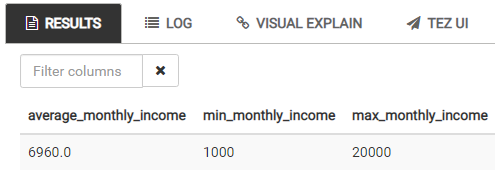 RESULTS LOG VISUAL EXPLAIN TEZ UI
Filter columns
average_monthly_income min_monthly_income max_monthly_income
6960.0 1000 20000